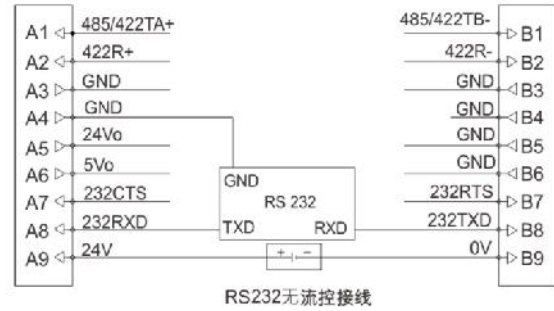 A1 485/422TA+ 485/422TB- B1
A2 422R+ 422R- B2
A3 GND GND B3
A4 GND GND B4
A5 24Vo GND B5
A6 5Vo GND B6
GND
RS 232
A7 232CTS 232RTS B7
A8 232RXD TXD RXD 232TXD B8
A9 24V + - 0V B9
RS232无流控接线